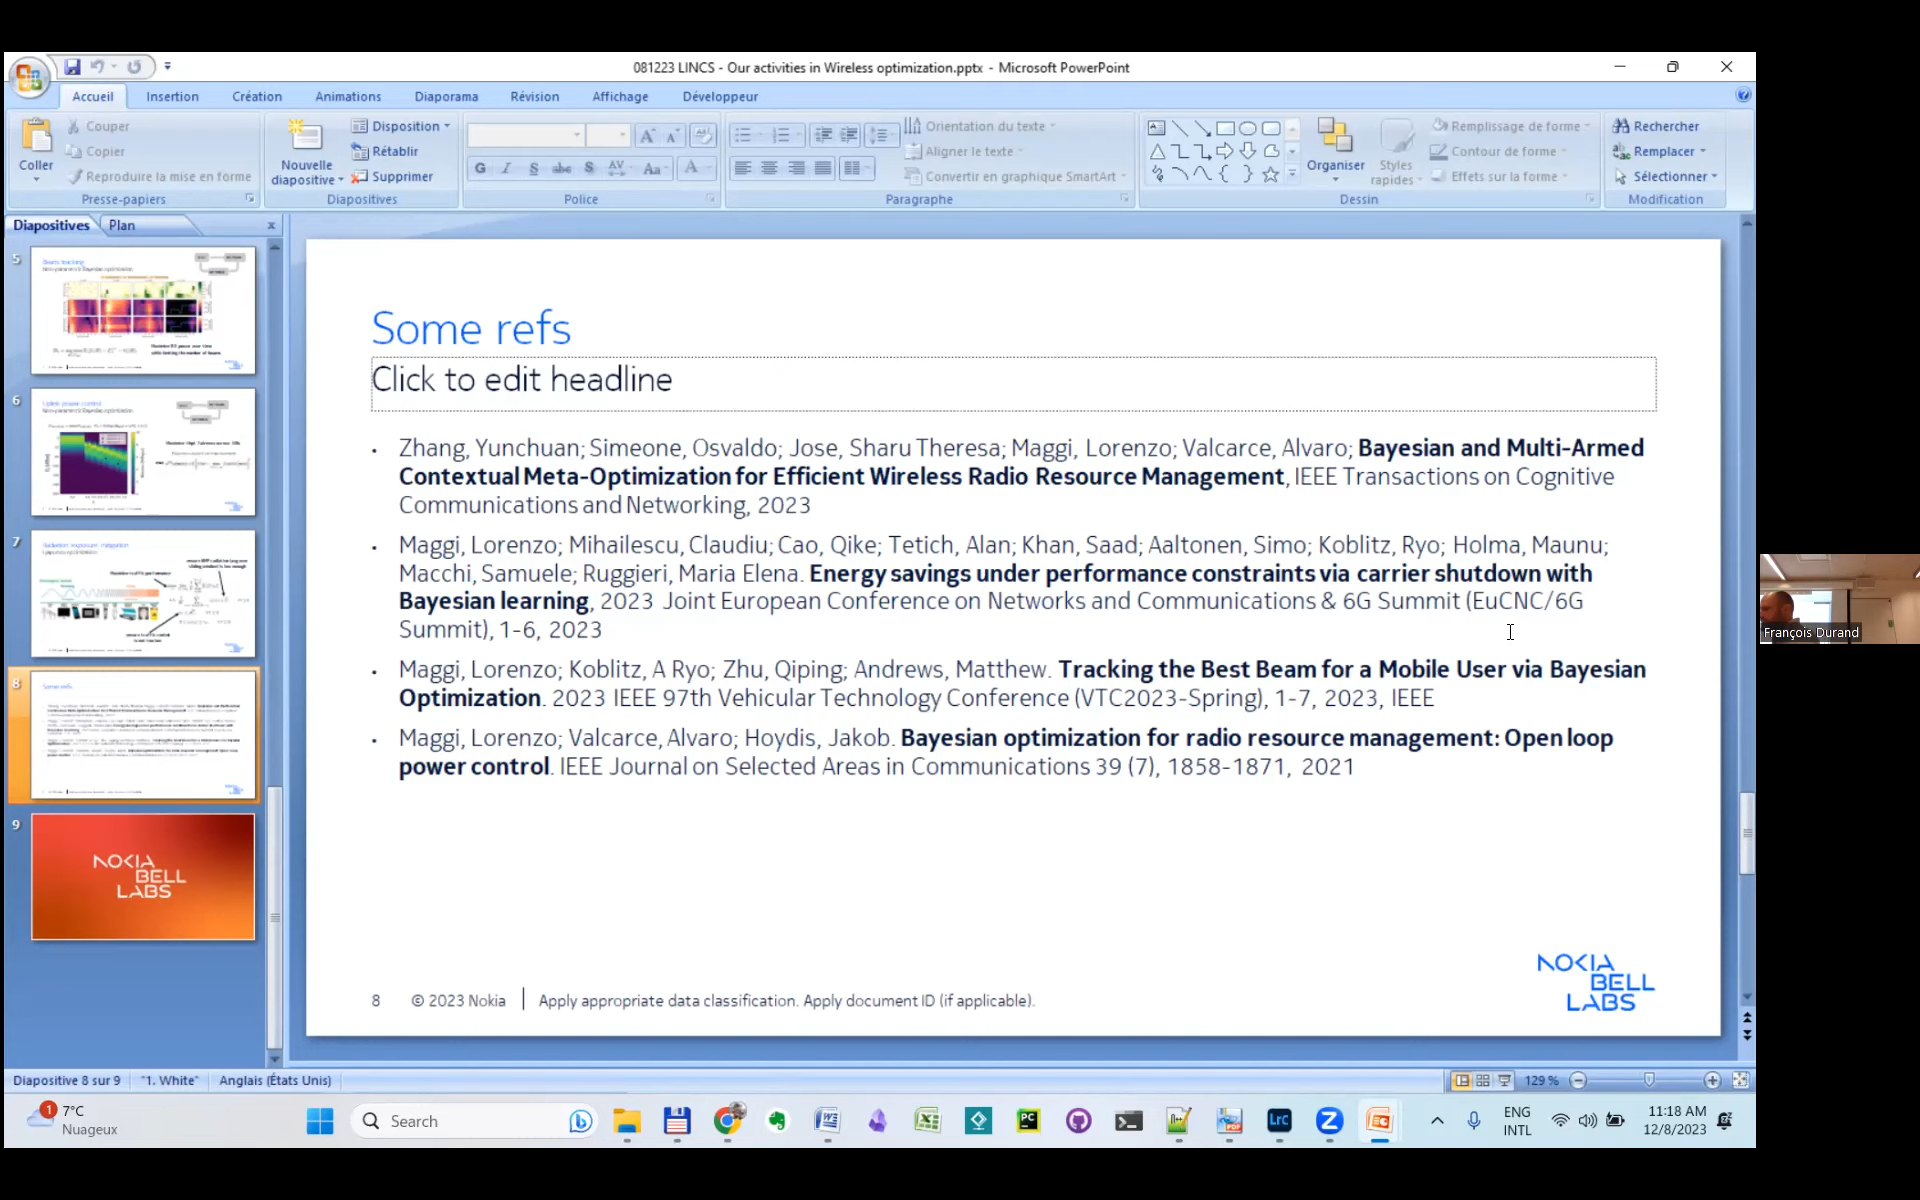 081223 LINCS - Our activities in Wireless optimization.pptx - Microsoft PowerPoint
Accueil Insertion Création Animations Diaporama Révision Affichage Développeur
Coller
Couper
Copier
Reproduire la mise en forme
Presse-papiers
Nouvelle
diapositive
Disposition
Rétablir
Supprimer
Diapositives
Police
Orientation du texte
Aligner le texte
Convertir en graphique SmartArt
Paragraphe
Organiser
Styles
rapides
Remplissage de forme
Contour de forme
Effets sur la forme
Dessin
Rechercher
Remplacer
Sélectionner
Modification
Diapositives Plan
5
6
7
8
9
NOKIA
BELL
LABS
Some refs
Click to edit headline
• Zhang, Yunchuan; Simeone, Osvaldo; Jose, Sharu Theresa; Maggi, Lorenzo; Valcarce, Alvaro; Bayesian and Multi-Armed
Contextual Meta-Optimization for Efficient Wireless Radio Resource Management, IEEE Transactions on Cognitive
Communications and Networking, 2023
• Maggi, Lorenzo; Mihailescu, Claudiu; Cao, Qike; Tetich, Alan; Khan, Saad; Aaltonen, Simo; Koblitz, Ryo; Holma, Maunu;
Macchi, Samuele; Ruggieri, Maria Elena. Energy savings under performance constraints via carrier shutdown with
Bayesian learning, 2023 Joint European Conference on Networks and Communications & 6G Summit (EuCNC/6G
Summit), 1-6, 2023
• Maggi, Lorenzo; Koblitz, A Ryo; Zhu, Qiping; Andrews, Matthew. Tracking the Best Beam for a Mobile User via Bayesian
Optimization. 2023 IEEE 97th Vehicular Technology Conference (VTC2023-Spring), 1-7, 2023, IEEE
• Maggi, Lorenzo; Valcarce, Alvaro; Hoydis, Jakob. Bayesian optimization for radio resource management: Open loop
power control. IEEE Journal on Selected Areas in Communications 39 (7), 1858-1871, 2021
8 © 2023 Nokia | Apply appropriate data classification. Apply document ID (if applicable).
NOKIA
BELL
LABS
François Durand
Diapositive 8 sur 9 "1. White" Anglais (États Unis)
129 %
1
7°C
Nuageux
Search
ENG
INTL
11:18 AM
12/8/2023